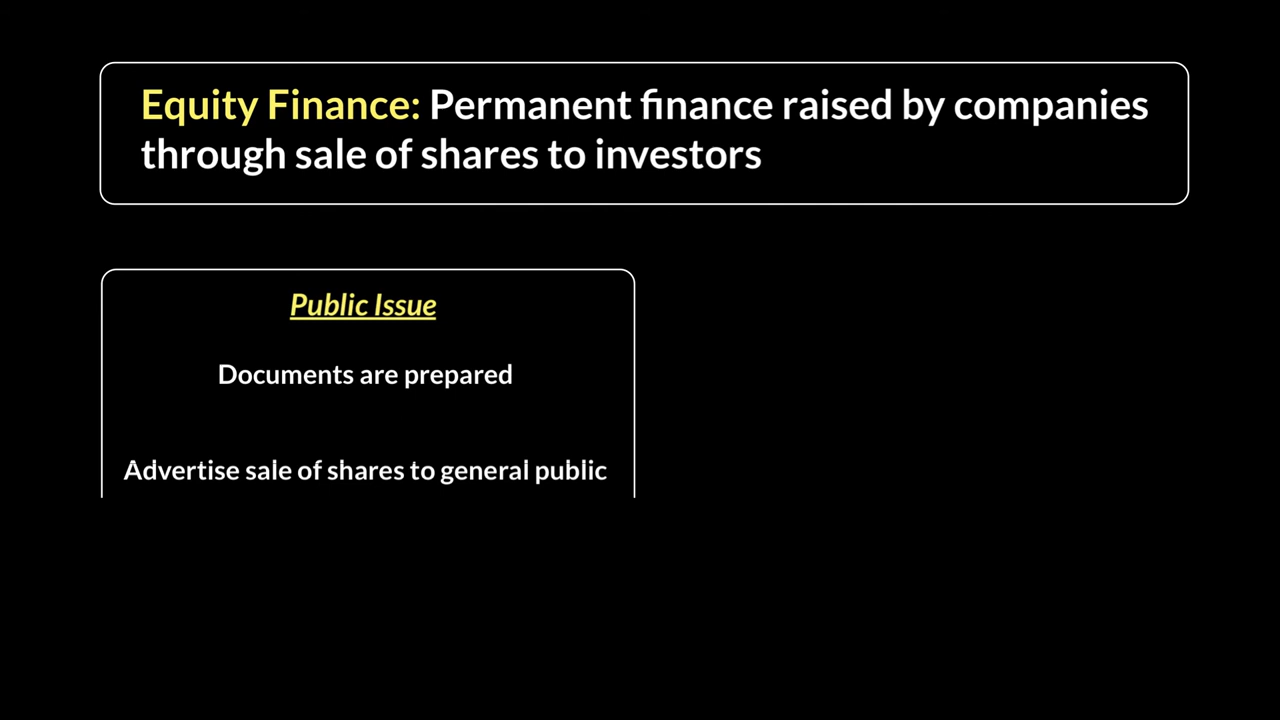 Equity Finance: Permanent finance raised by companies
through sale of shares to investors
Public Issue
Documents are prepared
Advertise sale of shares to general public